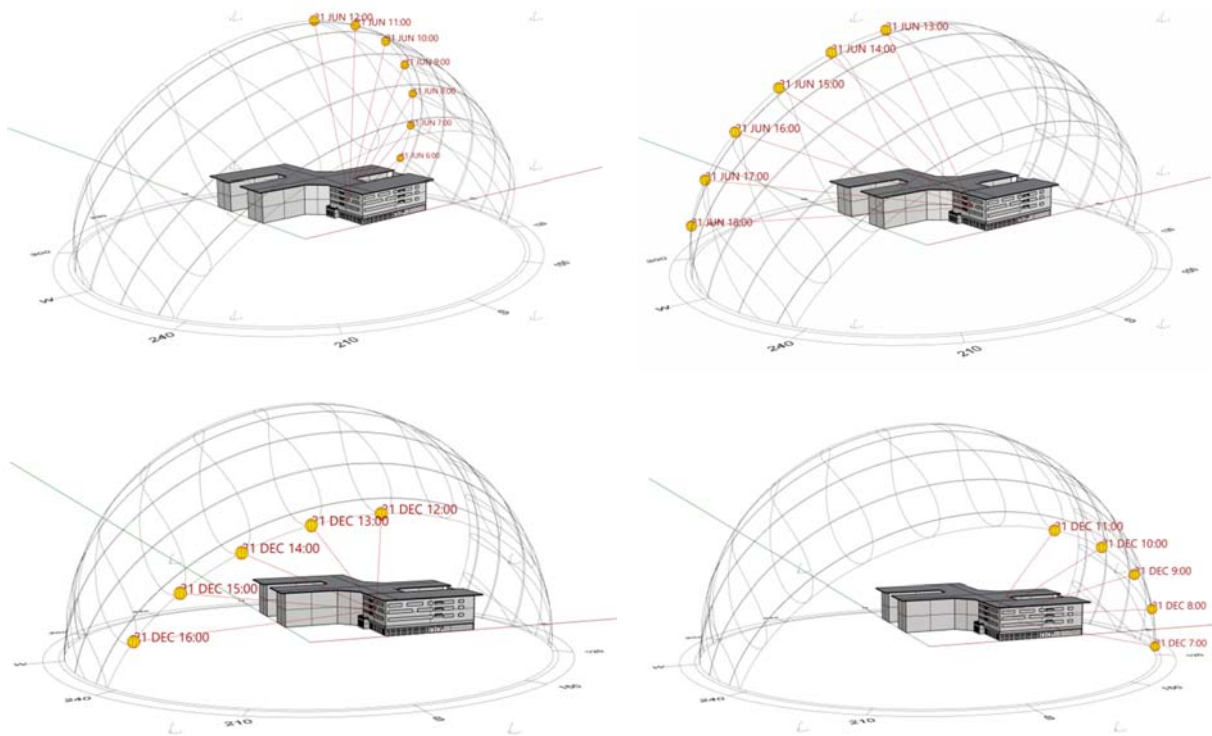 21 JUN 12:00
21 JUN 11:00
21 JUN 10:00
21 JUN 9:00
21 JUN 8:00
21 JUN 7:00
21 JUN 6:00
300
W
240
210
S
21 JUN 13:00
21 JUN 14:00
21 JUN 15:00
21 JUN 16:00
21 JUN 17:00
21 JUN 18:00
300
W
240
210
S
21 DEC 12:00
21 DEC 13:00
21 DEC 14:00
21 DEC 15:00
21 DEC 16:00
W
240
210
S
150
21 DEC 11:00
21 DEC 10:00
21 DEC 9:00
21 DEC 8:00
21 DEC 7:00
W
240
210
S